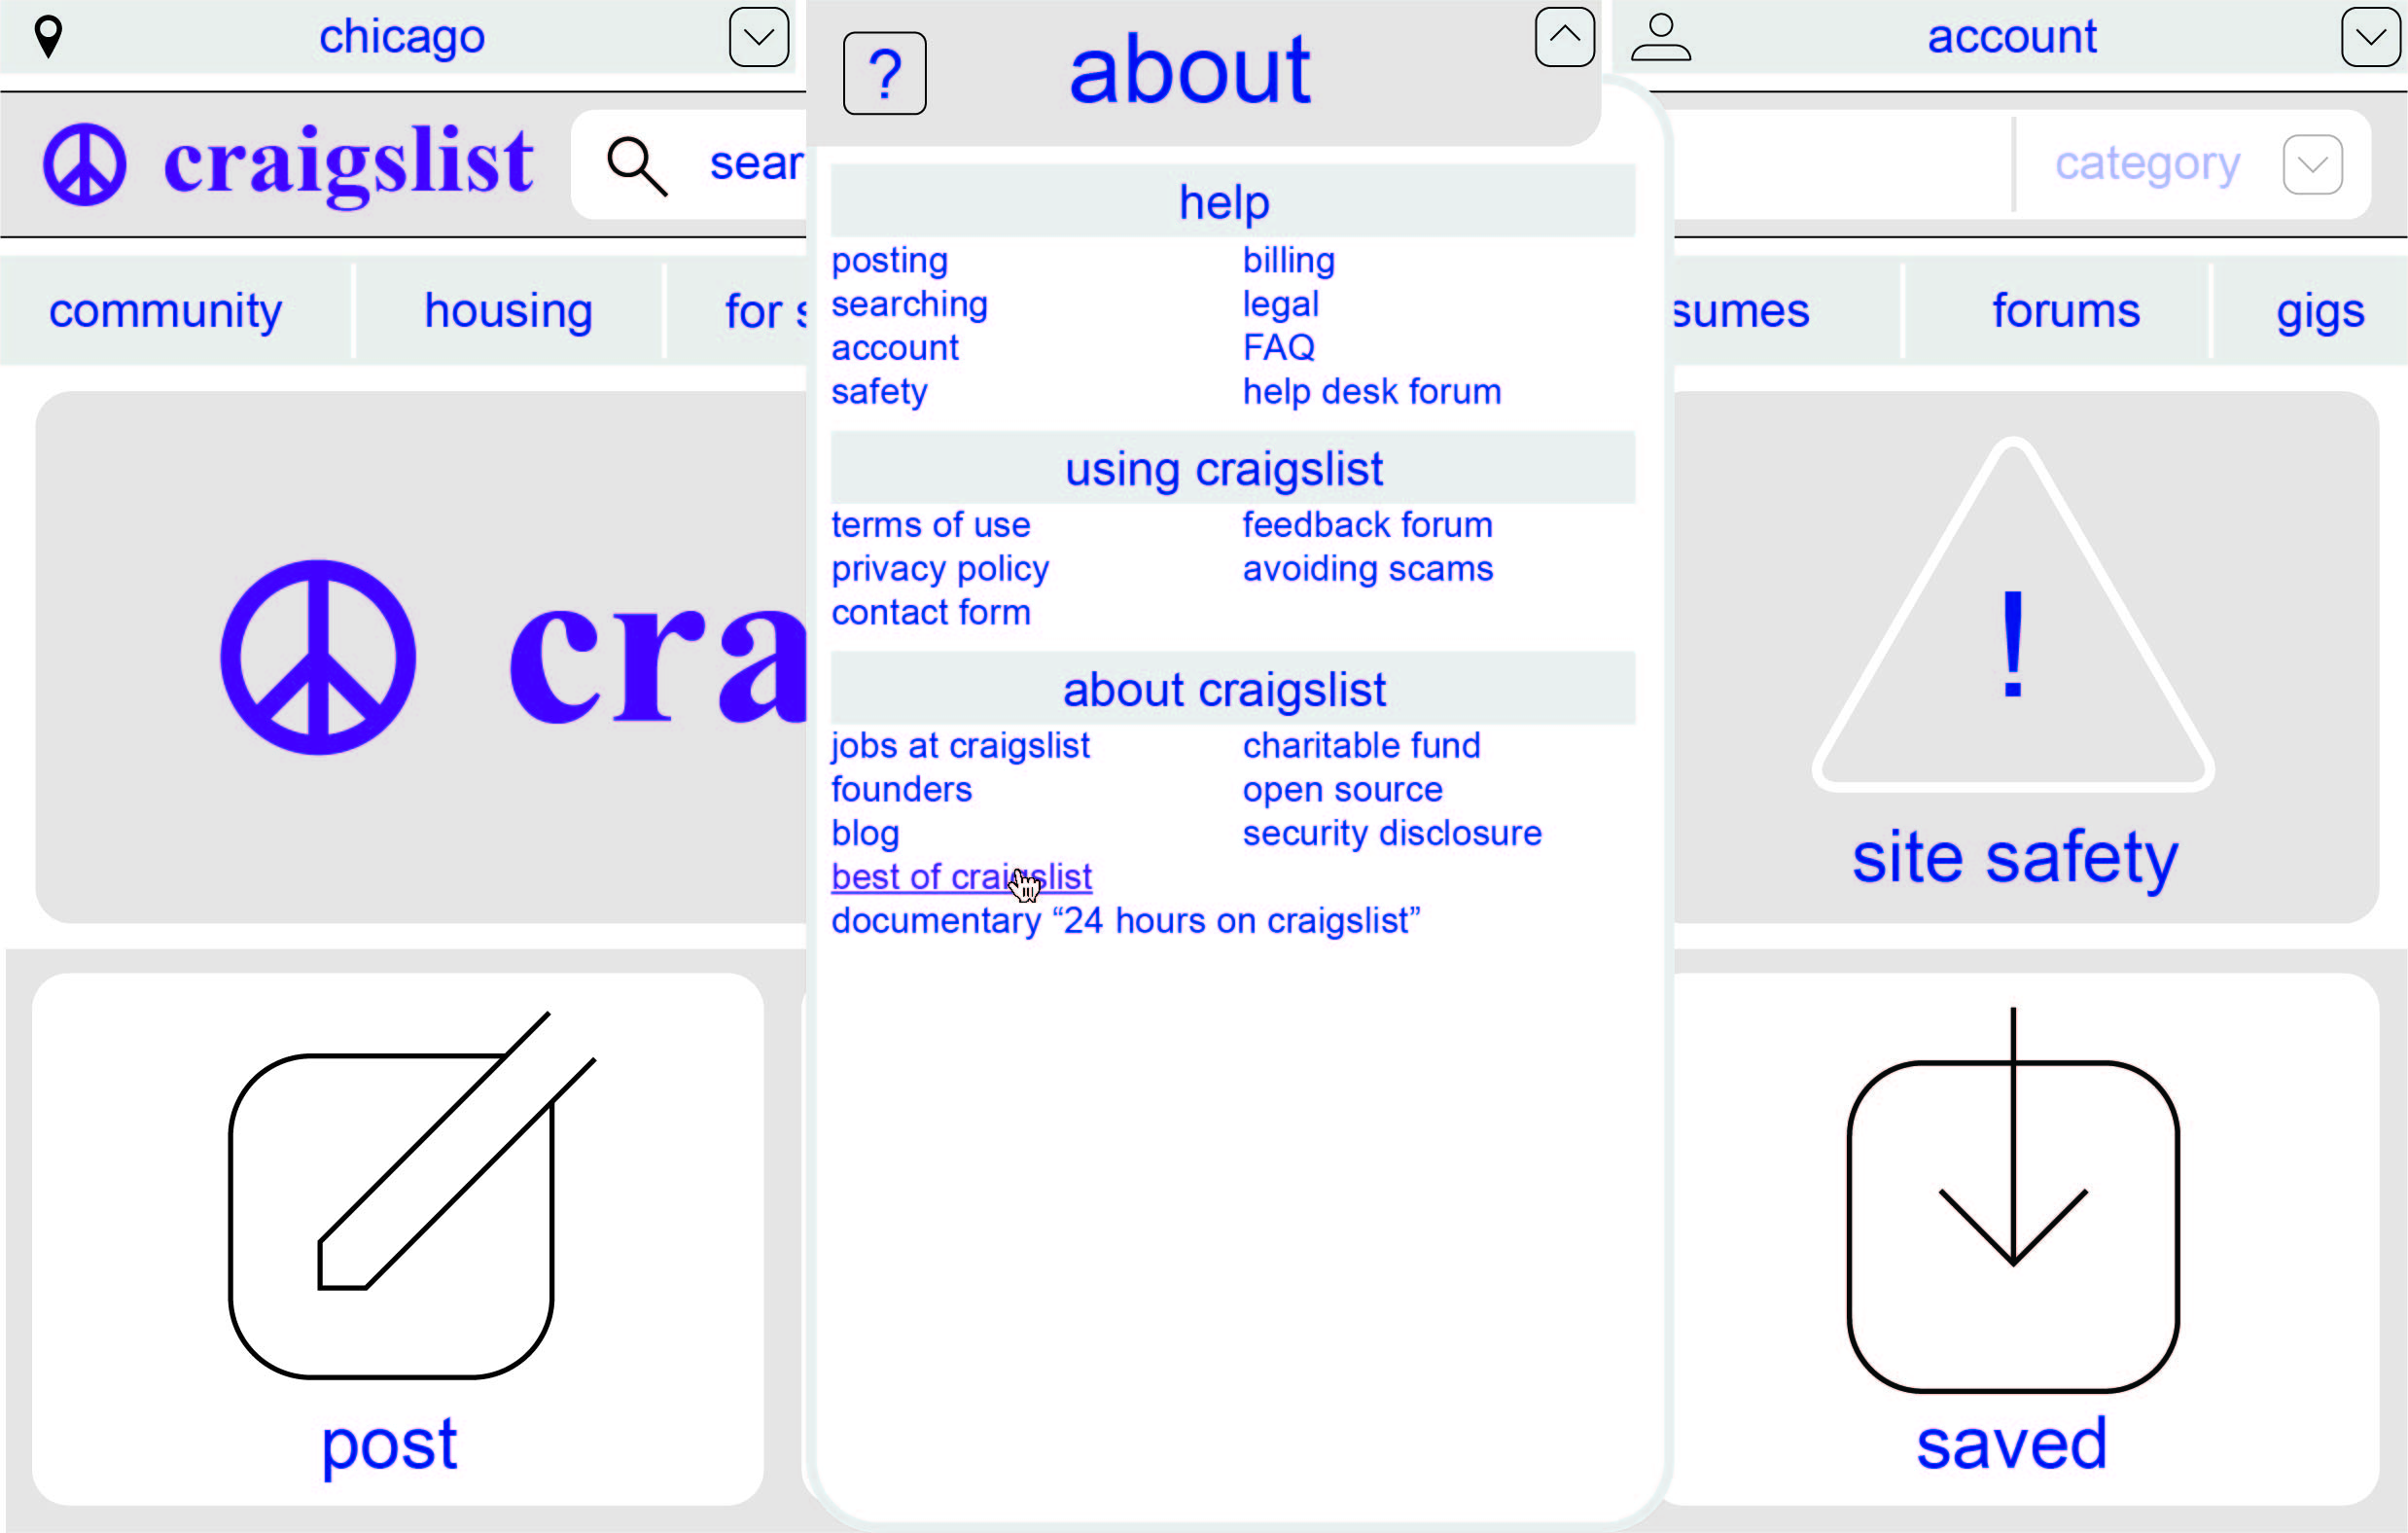 chicago
? about
account
craigslist
sear
category
community
housing
for s
sumes
forums
gigs
help
posting
searching
account
safety
billing
legal
FAQ
help desk forum
using craigslist
terms of use
privacy policy
contact form
feedback forum
avoiding scams
about craigslist
jobs at craigslist
founders
blog
best of craigslist
documentary “24 hours on craigslist”
charitable fund
open source
security disclosure
cra
!
site safety
post
saved